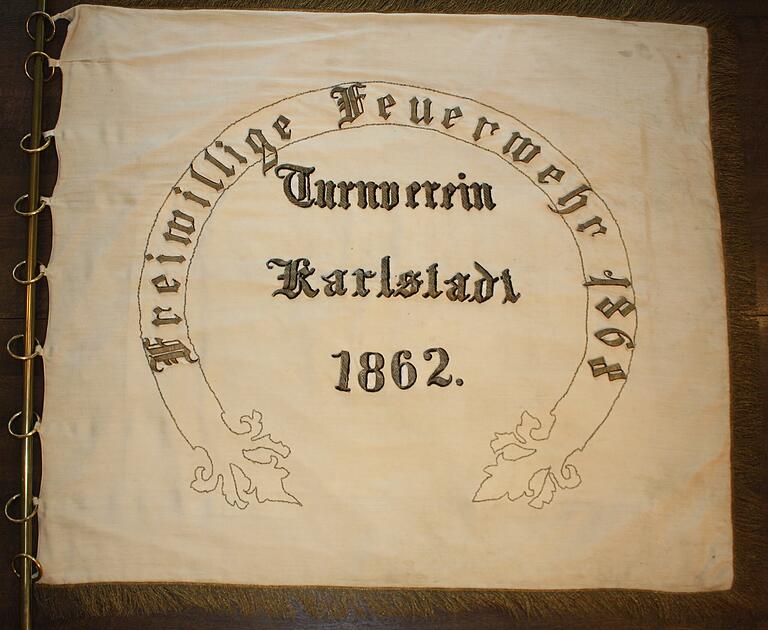 Freiwillige Feuerwehr 1868
Turnverein
Karlstadt
1862.